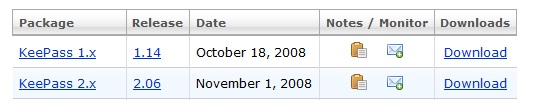 Package Release Date Notes / Monitor Downloads
KeePass 1.x 1.14 October 18, 2008 Download
KeePass 2.x 2.06 November 1, 2008 Download